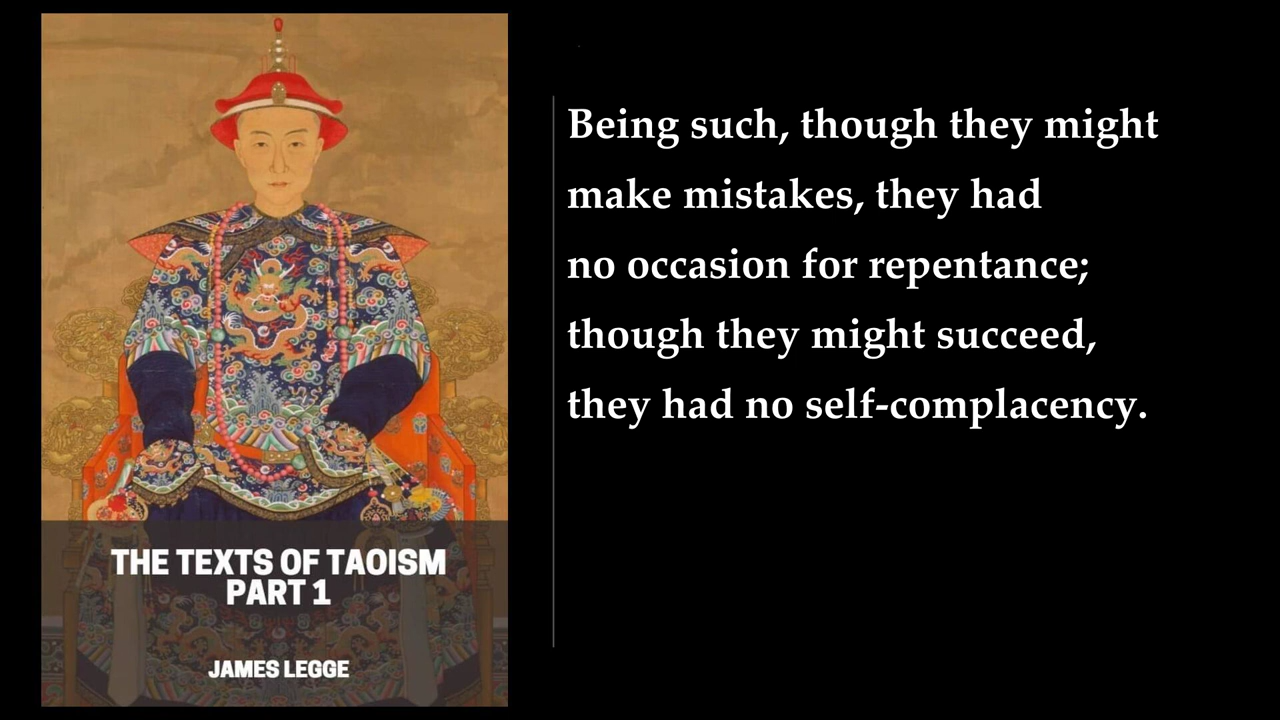 Being such, though they might
make mistakes, they had
no occasion for repentance;
though they might succeed,
they had no self-complacency.
THE TEXTS OF TAOISM
PART 1
JAMES LEGGE